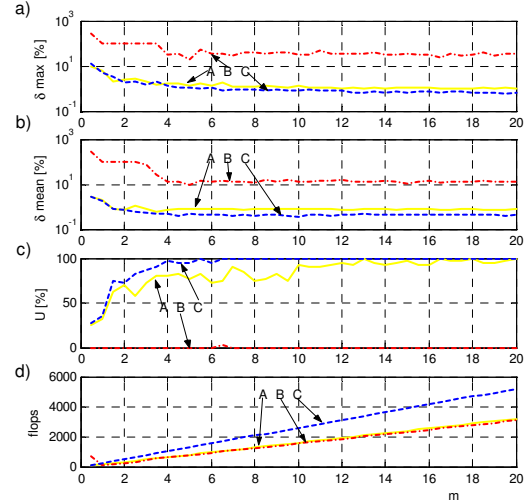 a)
δ max [%]
10^3
10^1
10^-1
A B C
0 2 4 6 8 10 12 14 16 18 20
b)
δ mean [%]
10^3
10^1
10^-1
A B C
0 2 4 6 8 10 12 14 16 18 20
c)
U [%]
100
50
0
A B C
0 2 4 6 8 10 12 14 16 18 20
d)
flops
6000
4000
2000
0
A B C
0 2 4 6 8 10 12 14 16 18 20
m